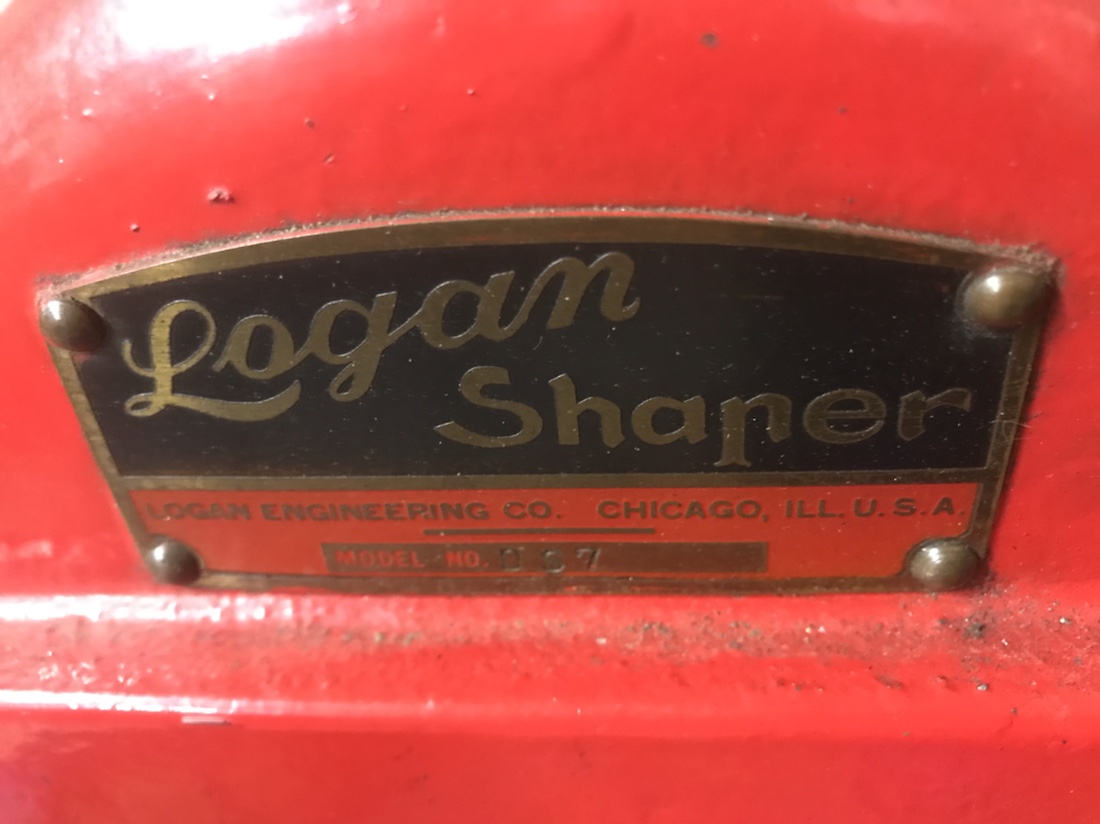 Logan
Shaper
LOGAN ENGINEERING CO. CHICAGO, ILL. U.S.A.
MODEL NO.